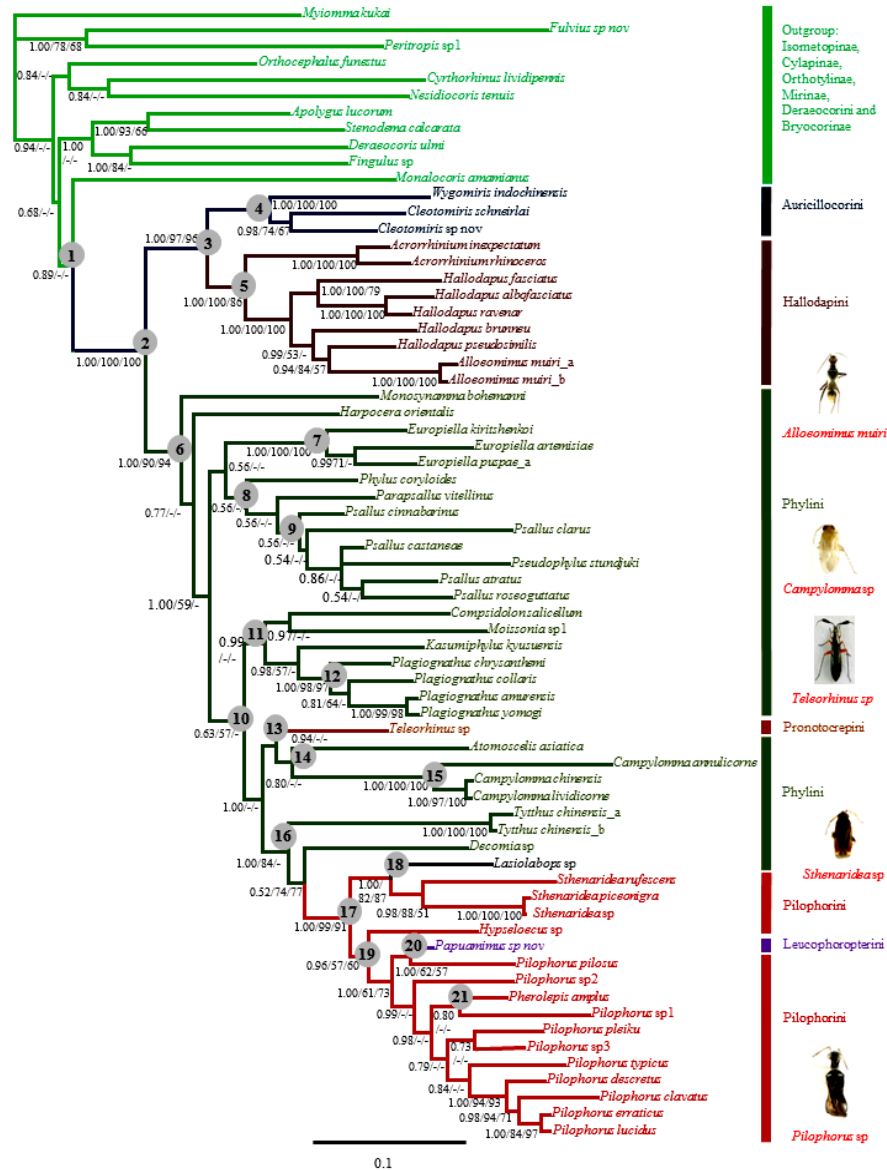 Myiomma kukai
Fulvius sp nov
1.00/78/68
Peritropis sp1
Orthocephalus funestus
0.84/-/-
Cyrthorhinus lividipennis
0.84/-/-
Nesidiocoris tenuis
Apolygus lucorum
1.00/93/66
Stenodema calcarata
0.94/-/-
1.00
/-/-
Deraeocoris ulmi
1.00/84/-
Fingulus sp
Monalocoris amamianus
0.68/-/-
Outgroup:
Isometopinae,
Cylapinae,
Orthotylinae,
Mirinae,
Deraeocorini and
Bryocorinae
Wygomiris indochinensis
4
1.00/100/100
Cleotomiris schneirlai
0.98/74/67
Cleotomiris sp nov
Auricillocorini
1.00/97/96
3
1
0.89/-/-
Acrorrhinium inexpectatum
1.00/100/100
Acrorrhinium rhinoceros
5
1.00/100/86
Hallodapus fasciatus
1.00/100/79
Hallodapus albofasciatus
1.00/100/100
Hallodapus ravenar
1.00/100/100
Hallodapus brunneu
0.99/53/-
Hallodapus pseudosimilis
0.94/84/57
Alloeomimus muiri_a
1.00/100/100
Alloeomimus muiri_b
Hallodapini
2
1.00/100/100
Monosynamma bohemanni
Harpocera orientalis
Alloeomimus muiri
6
1.00/90/94
Europiella kiritshenkoi
7
1.00/100/100
Europiella artemisiae
0.9971/-
Europiella puspae_a
0.56/-/-
Phylus coryloides
8
0.56/-/-
Parapsallus vitellinus
0.56/-/-
Psallus cinnabarinus
9
0.56/-/-
Psallus clarus
0.54/-/-
Psallus castaneae
Pseudophylus stundjuki
0.86/-/-
Psallus atratus
0.54/-/-
Psallus roseoguttatus
0.77/-/-
1.00/59/-
Phylini
Campylomma sp
Compsidolon salicellum
11
0.97/-/-
Moissonia sp1
0.99
/-/-
Kasumiphylus kyusuensis
0.98/57/-
Plagiognathus chrysanthemi
12
1.00/98/97
Plagiognathus collaris
0.81/64/-
Plagiognathus amurensis
1.00/99/98
Plagiognathus yomogi
Teleorhinus sp
10
0.63/57/-
13
Teleorhinus sp
0.94/-/-
Pronotocrepini
Atomoscelis asiatica
14
0.80/-/-
Campylomma annulicorne
15
1.00/100/100
Campylomma chinensis
1.00/97/100
Campylomma lividicorne
1.00/-/-
Tytthus chinensis_a
1.00/100/100
Tytthus chinensis_b
16
1.00/84/-
Decomia sp
0.52/74/77
18
Lasiolabops sp
Phylini
Sthenaridea sp
1.00/
82/87
Sthenaridea rufescens
0.98/88/51
Sthenaridea piceonigra
1.00/100/100
Sthenaridea sp
17
1.00/99/91
Pilophorini
Hypseloecus sp
19
0.96/57/60
20
Papuamimus sp nov
Leucophoropterini
1.00/62/57
Pilophorus pilosus
1.00/61/73
Pilophorus sp2
0.99/-/-
21
Pherolepis amplus
0.80
/-/-
Pilophorus sp1
0.98/-/-
Pilophorus pleiku
0.73
/-/-
Pilophorus sp3
0.79/-/-
Pilophorus typicus
0.84/-/-
Pilophorus descretus
1.00/94/93
Pilophorus clavatus
0.98/94/71
Pilophorus erraticus
1.00/84/97
Pilophorus lucidus
Pilophorini
Pilophorus sp
0.1